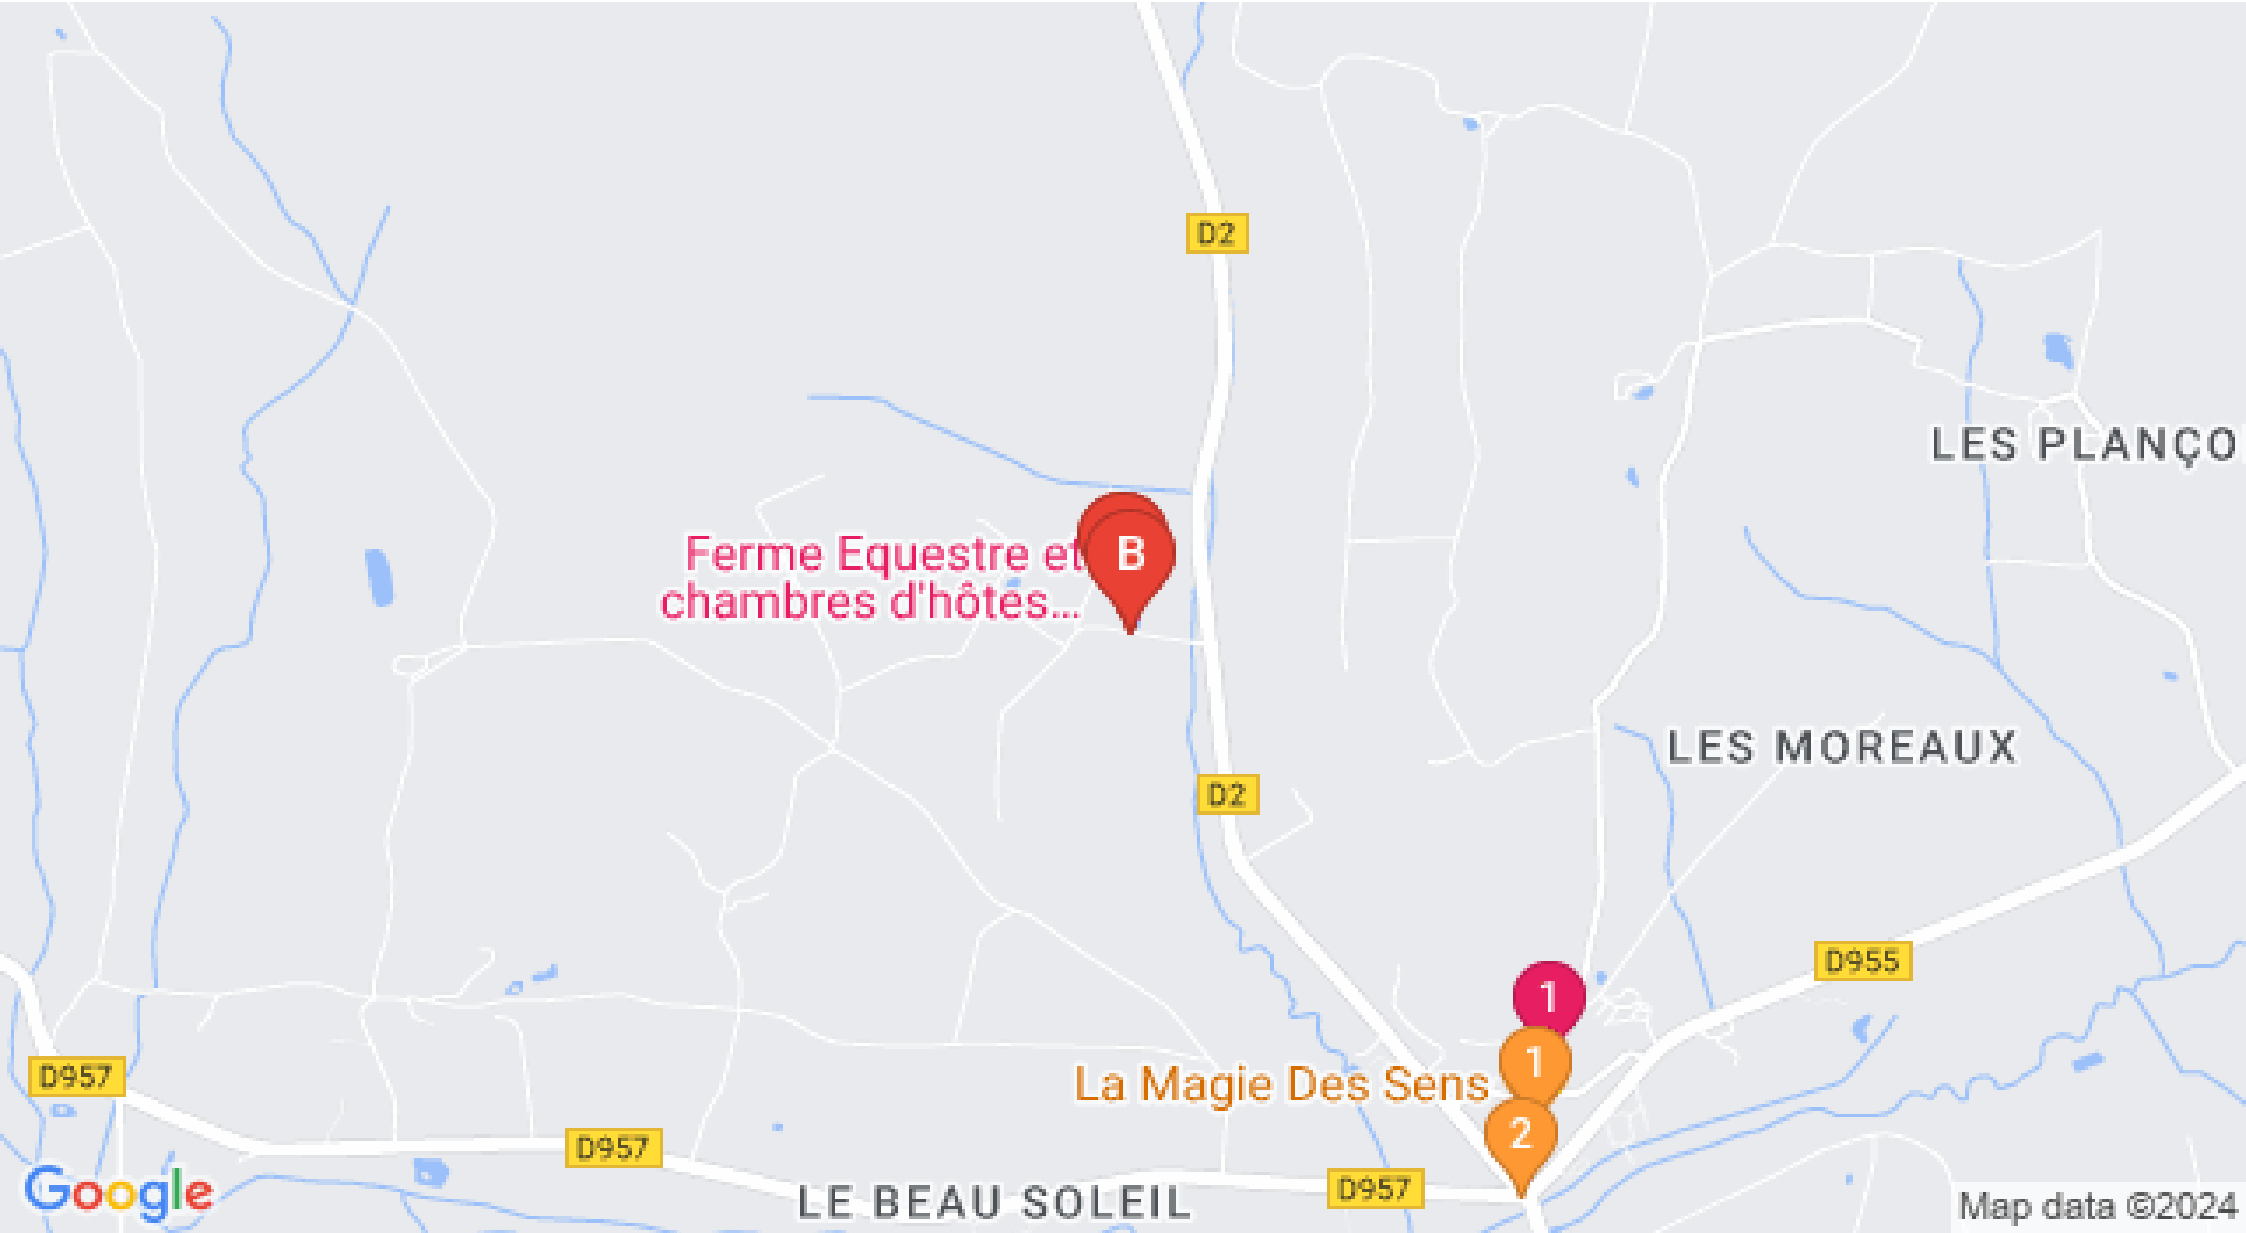 D2
LES PLANÇO
B
Ferme Equestre et
chambres d'hôtes...
LES MOREAUX
D2
D955
1
1
La Magie Des Sens
D957
2
D957
D957
LE BEAU SOLEIL
Google
Map data ©2024